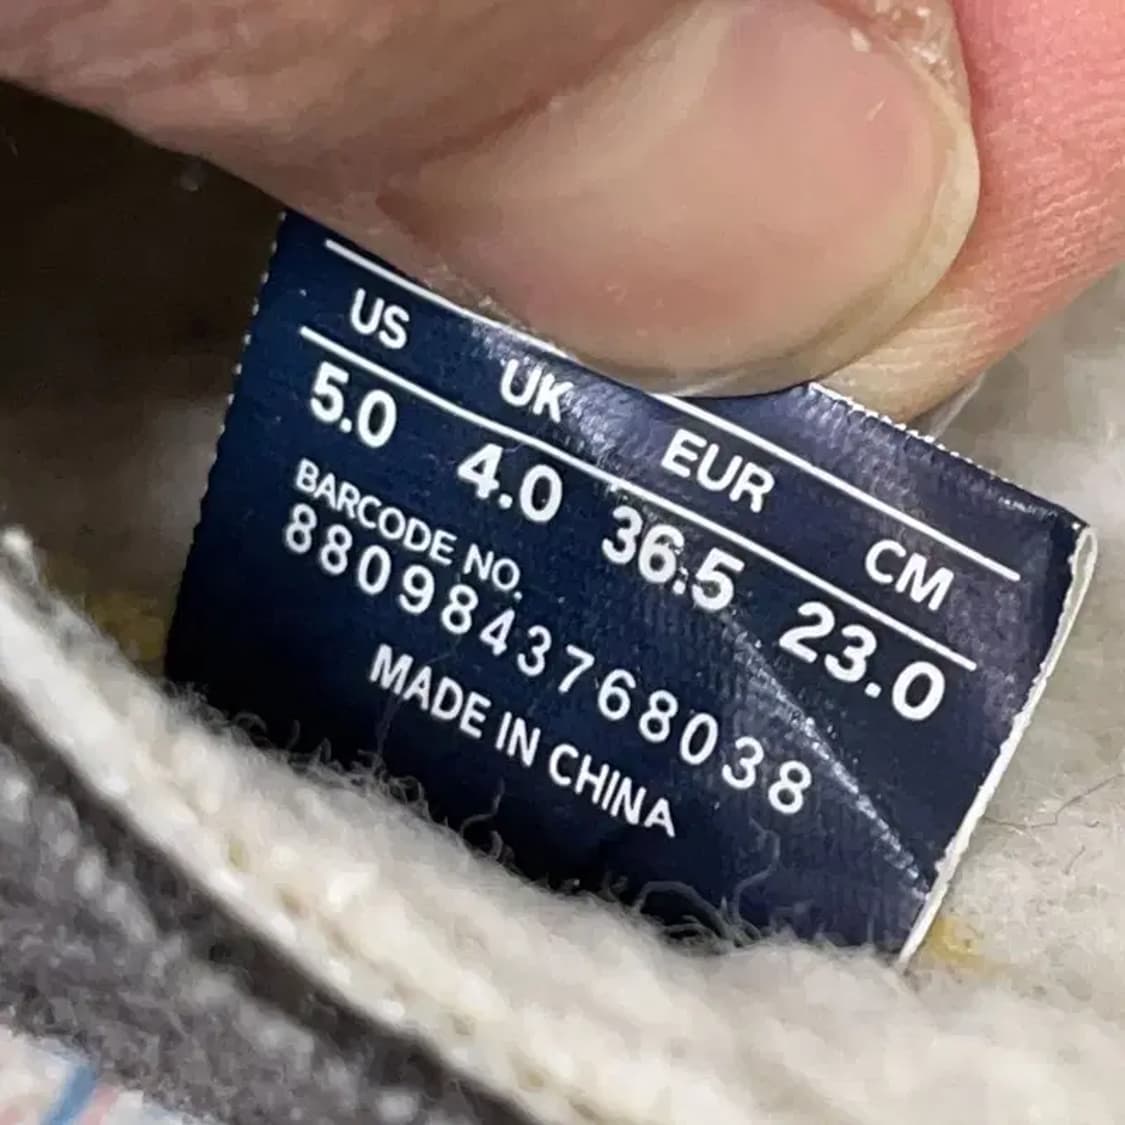 US UK EUR CM
5.0 4.0 36.5 23.0
BARCODE NO.
8809843768038
MADE IN CHINA